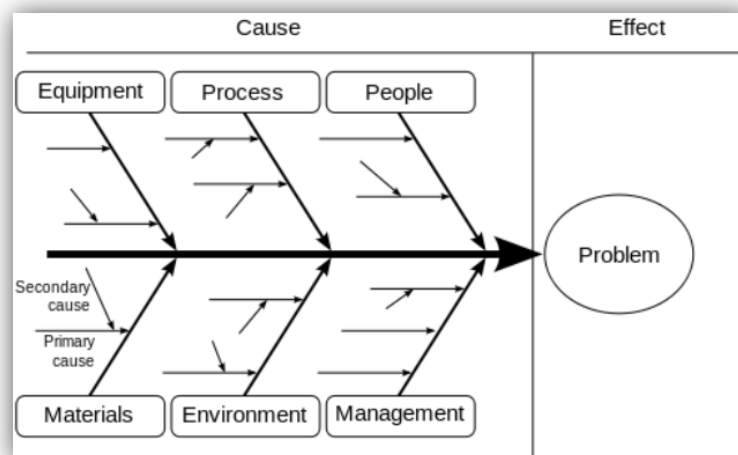 Cause
Effect
Equipment
Process
People
Problem
Secondary
cause
Primary
cause
Materials
Environment
Management